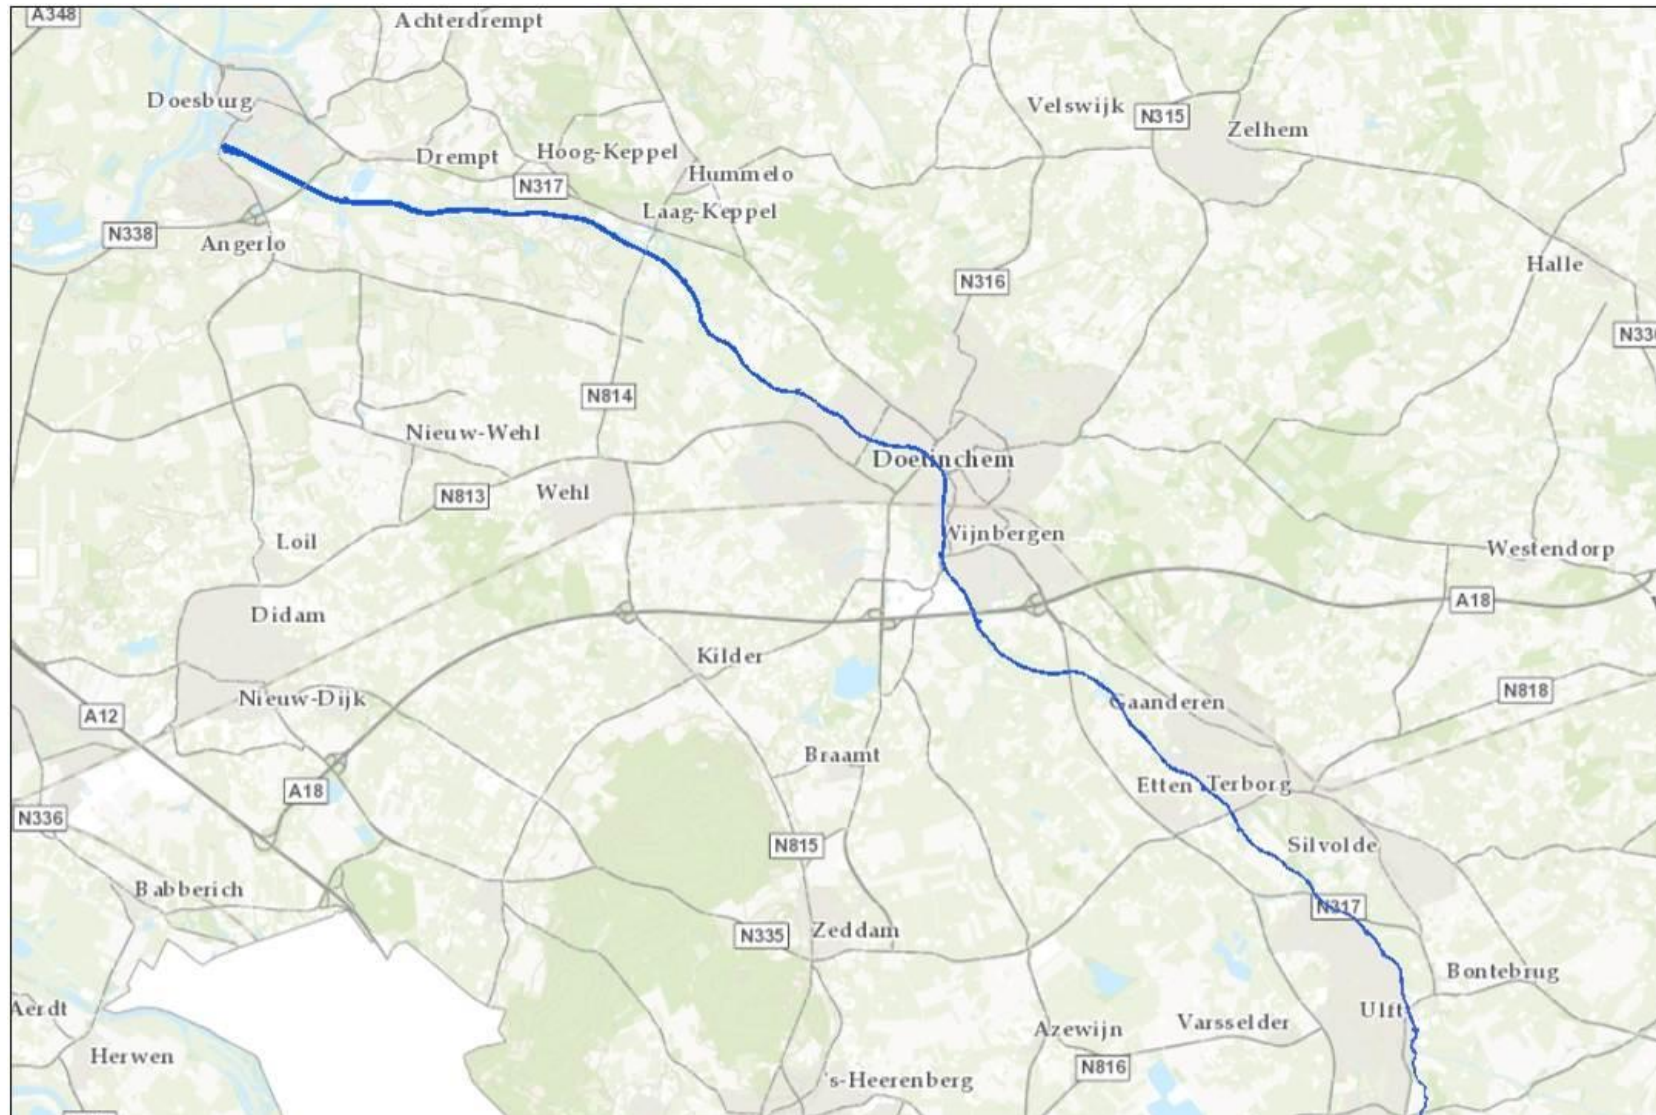 A348
Achterdrempt
Doesburg
Velswijk
N315
Zelhem
Drempt
Hoog-Keppel
Hummelo
N317
Laag-Keppel
N338
Angerlo
Halle
N316
N814
Nieuw-Wehl
Doetinchem
N813
Wehl
Wijnbergen
Loil
Westendorp
Didam
A18
Kilder
Nieuw-Dijk
Gaanderen
N818
A12
Braamt
Etten
Terborg
A18
N336
N815
Silvolde
Babberich
N317
N335
Zeddam
Bontebrug
Aerdt
Ulft
Azewijn
Varsselder
Herwen
N816
's-Heerenberg